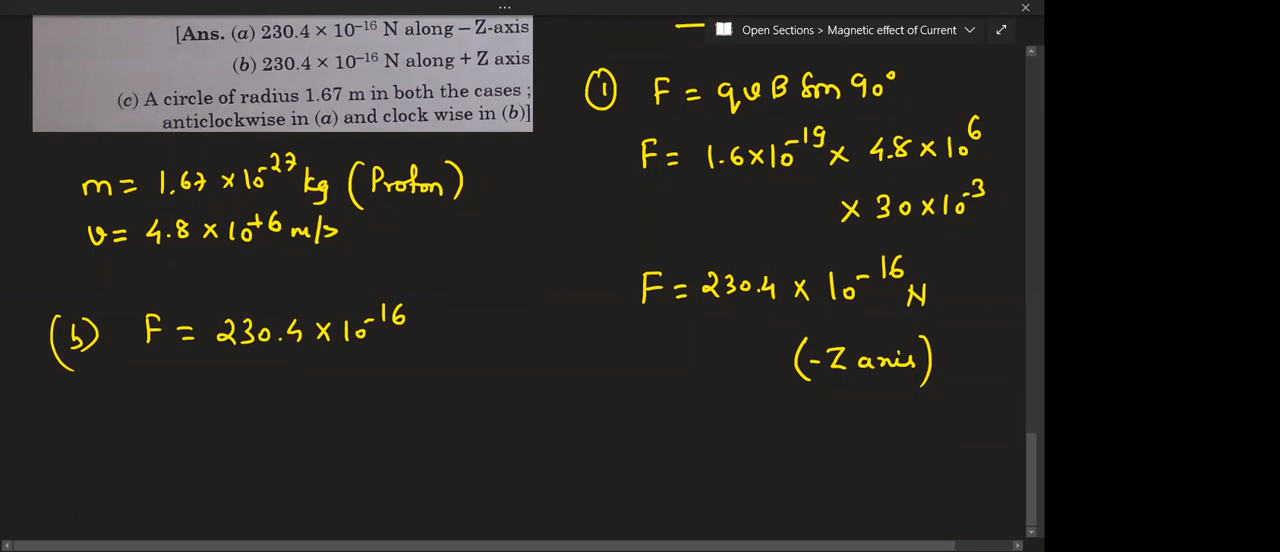 [Ans. (a) 230.4 × 10⁻¹⁶ N along – Z-axis
(b) 230.4 × 10⁻¹⁶ N along + Z axis
(c) A circle of radius 1.67 m in both the cases ;
anticlockwise in (a) and clock wise in (b)]
Open Sections > Magnetic effect of Current
m = 1.67 × 10⁻²⁷ kg (Proton)
v = 4.8 × 10⁺⁶ m/s
(b) F = 230.4 × 10⁻¹⁶
① F = qvB Sin 90°
F = 1.6 × 10⁻¹⁹ × 4.8 × 10⁶
× 30 × 10⁻³
F = 230.4 × 10⁻¹⁶ N
(- Z axis)